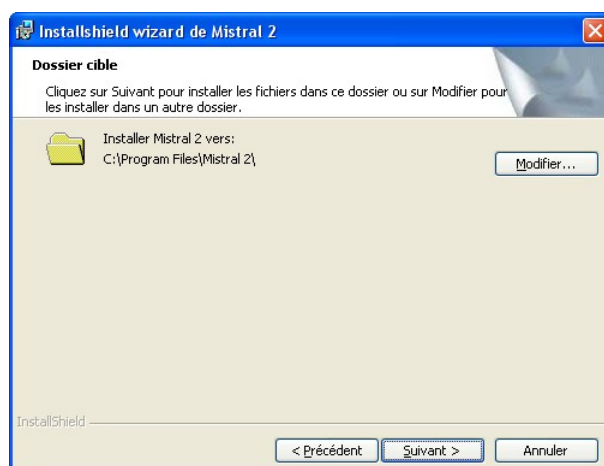 Installshield wizard de Mistral 2
Dossier cible
Cliquez sur Suivant pour installer les fichiers dans ce dossier ou sur Modifier pour
les installer dans un autre dossier.
Installer Mistral 2 vers:
C:\Program Files\Mistral 2\
Modifier...
InstallShield
< Précédent
Suivant >
Annuler